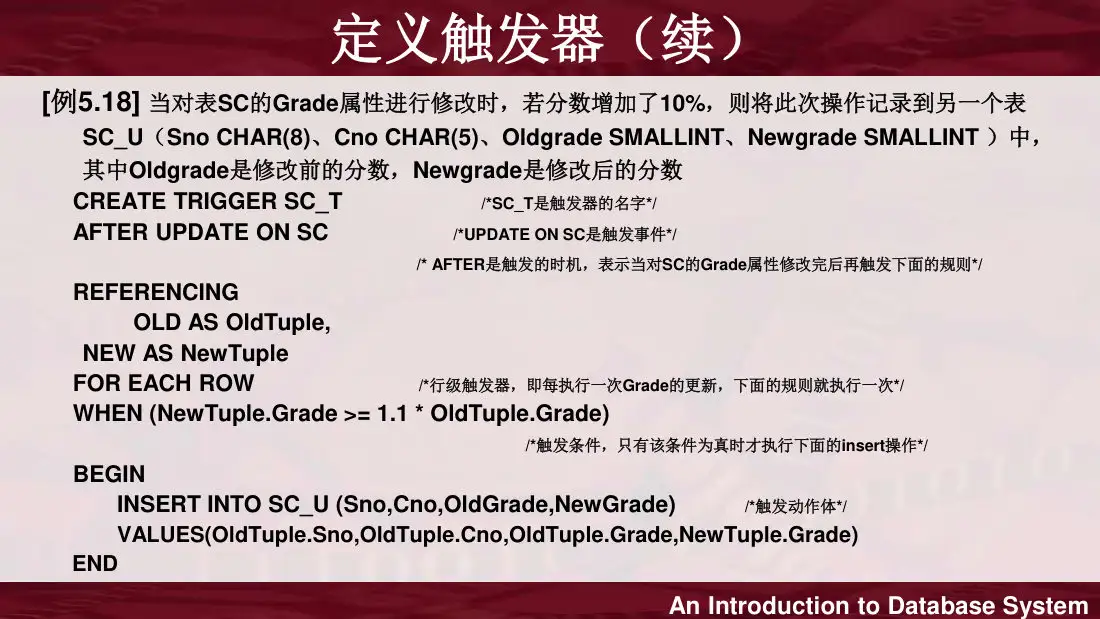 定义触发器（续）
[例5.18] 当对表SC的Grade属性进行修改时，若分数增加了10%，则将此次操作记录到另一个表
SC_U（Sno CHAR(8)、Cno CHAR(5)、Oldgrade SMALLINT、Newgrade SMALLINT ）中，
其中Oldgrade是修改前的分数，Newgrade是修改后的分数
CREATE TRIGGER SC_T /*SC_T是触发器的名字*/
AFTER UPDATE ON SC /*UPDATE ON SC是触发事件*/
/* AFTER是触发的时机，表示当对SC的Grade属性修改完后再触发下面的规则*/
REFERENCING
OLD AS OldTuple,
NEW AS NewTuple
FOR EACH ROW /*行级触发器，即每执行一次Grade的更新，下面的规则就执行一次*/
WHEN (NewTuple.Grade >= 1.1 * OldTuple.Grade)
/*触发条件，只有该条件为真时才执行下面的insert操作*/
BEGIN
INSERT INTO SC_U (Sno,Cno,OldGrade,NewGrade) /*触发动作体*/
VALUES(OldTuple.Sno,OldTuple.Cno,OldTuple.Grade,NewTuple.Grade)
END
An Introduction to Database System